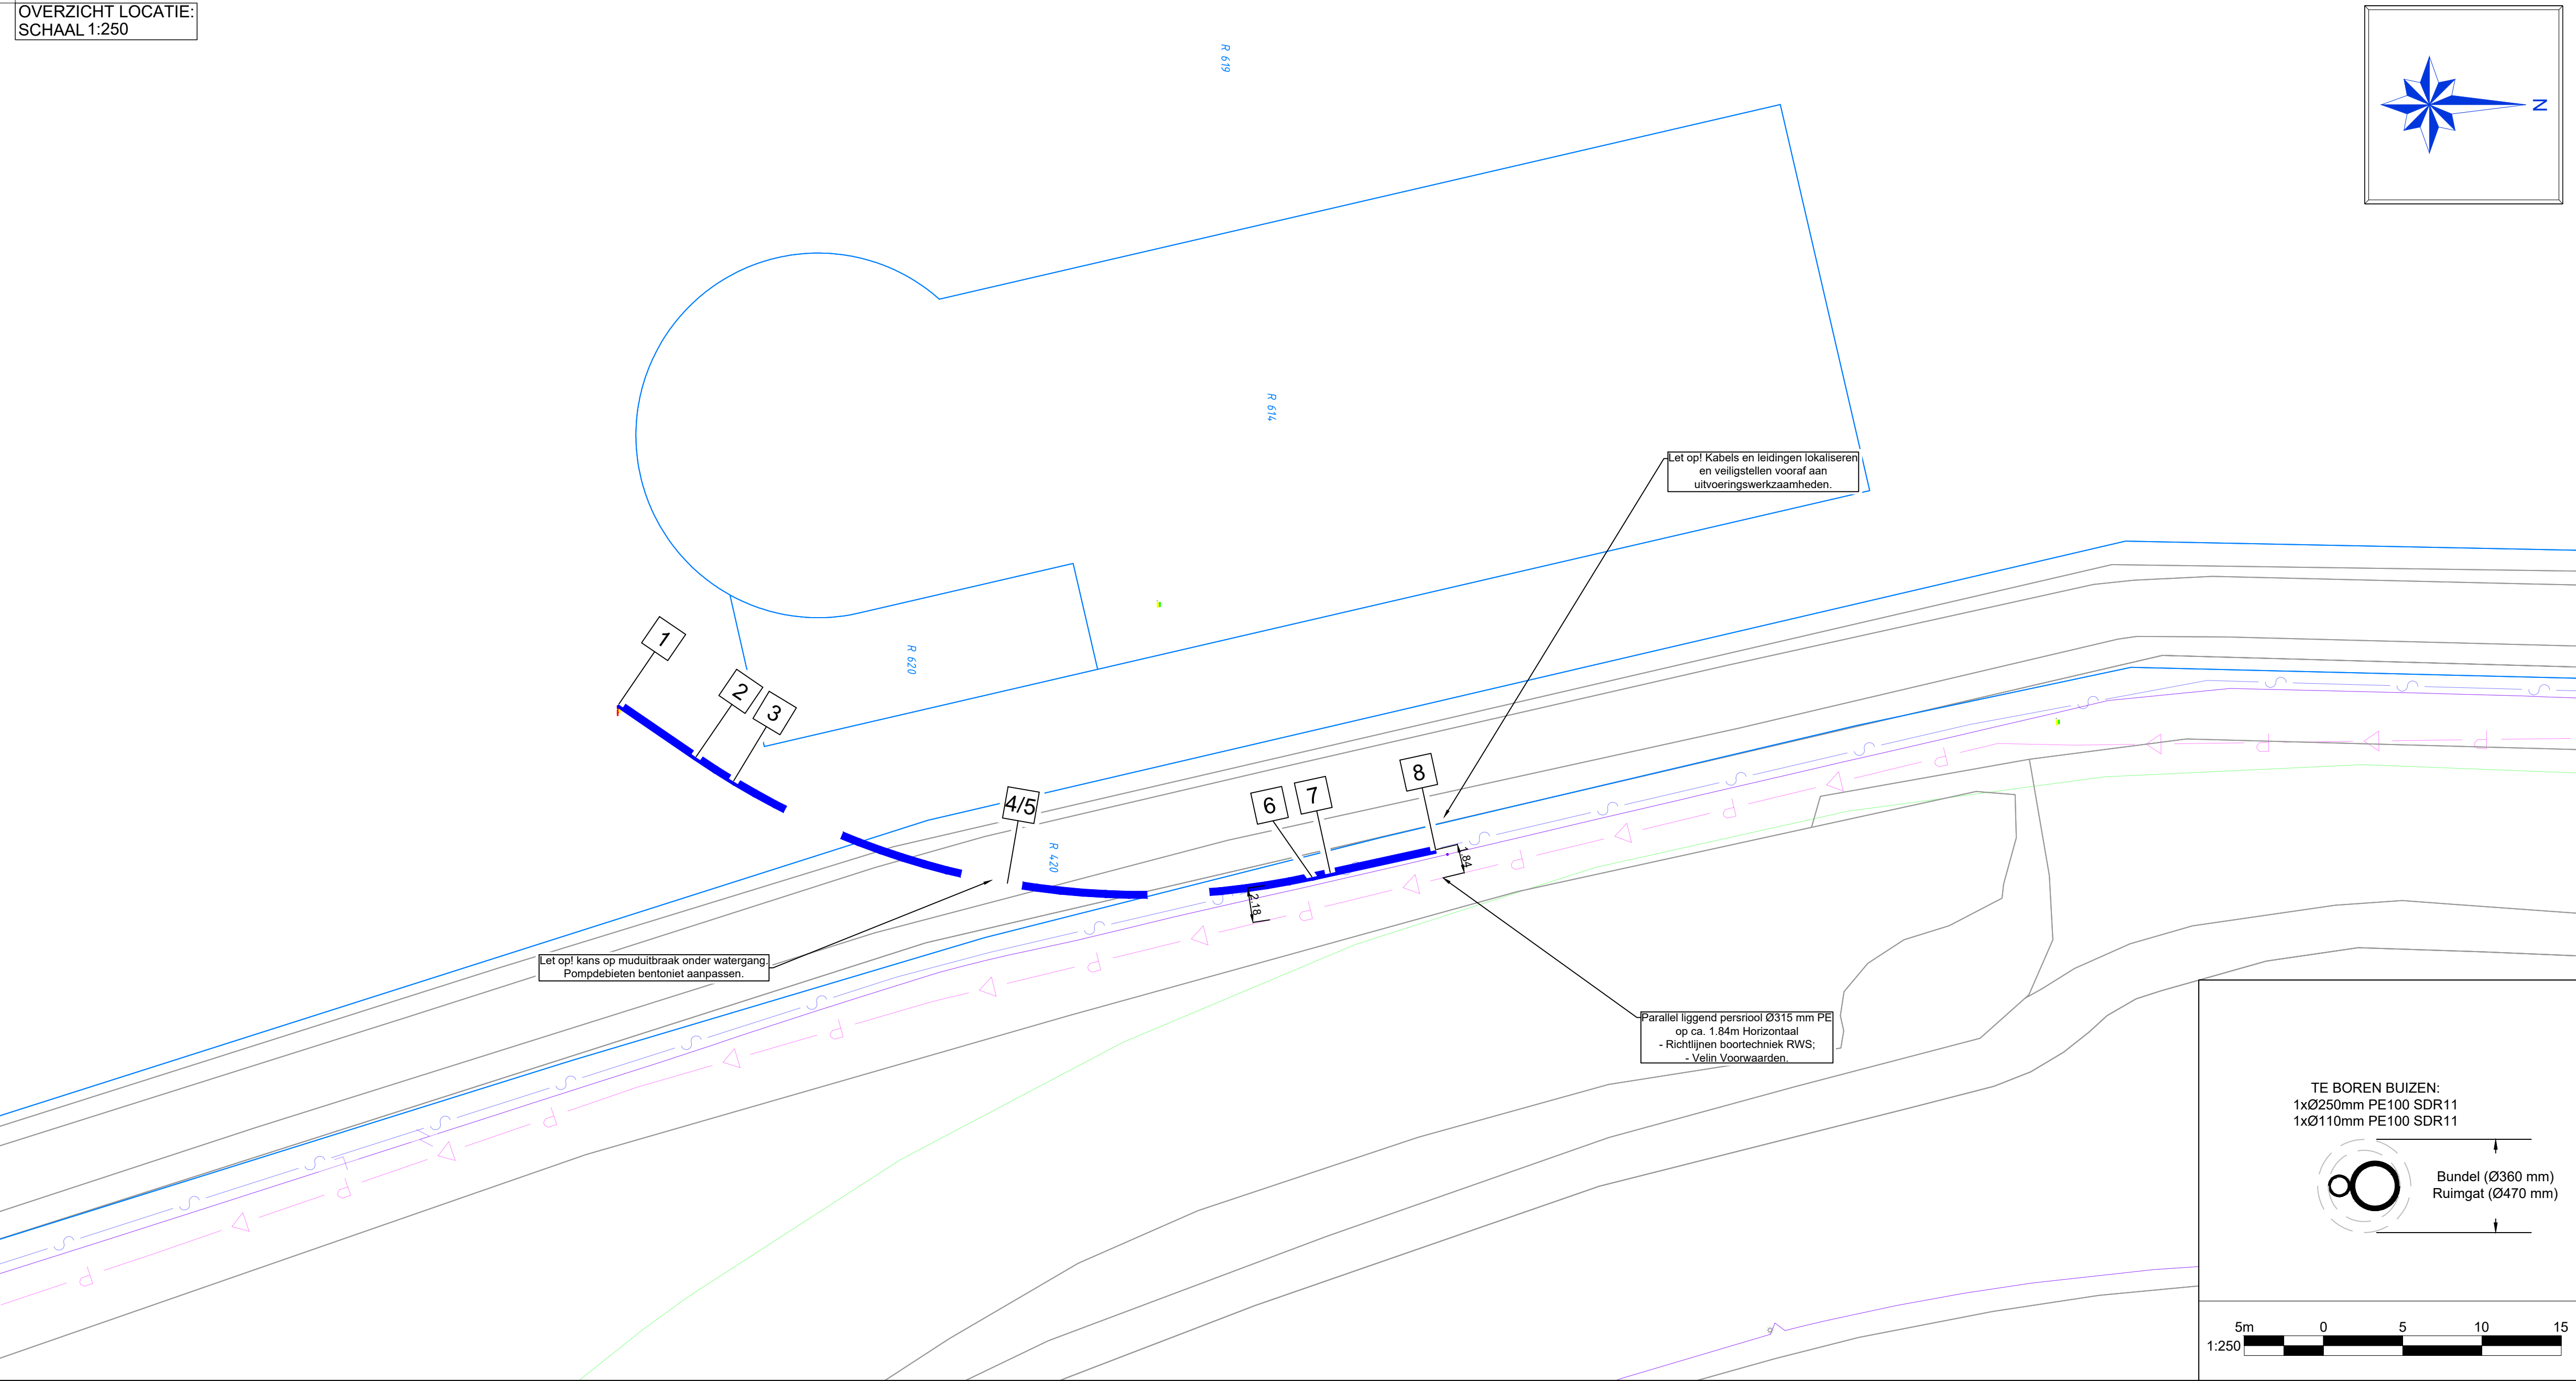 OVERZICHT LOCATIE:
SCHAAL 1:250
R 619
N
R 614
Let op! Kabels en leidingen lokaliseren
en veiligstellen vooraf aan
uitvoeringswerkzaamheden.
1
2
3
R 620
4/5
R 420
6
7
8
1.84
2.18
S S S S S S S S S S S S S S S S S
P P P P P P P P P P P P
Let op! kans op muduitbraak onder watergang.
Pompdebieten bentoniet aanpassen.
Parallel liggend persriool Ø315 mm PE
op ca. 1.84m Horizontaal
- Richtlijnen boortechniek RWS;
- Velin Voorwaarden.
TE BOREN BUIZEN:
1xØ250mm PE100 SDR11
1xØ110mm PE100 SDR11
Bundel (Ø360 mm)
Ruimgat (Ø470 mm)
5m 0 5 10 15
1:250